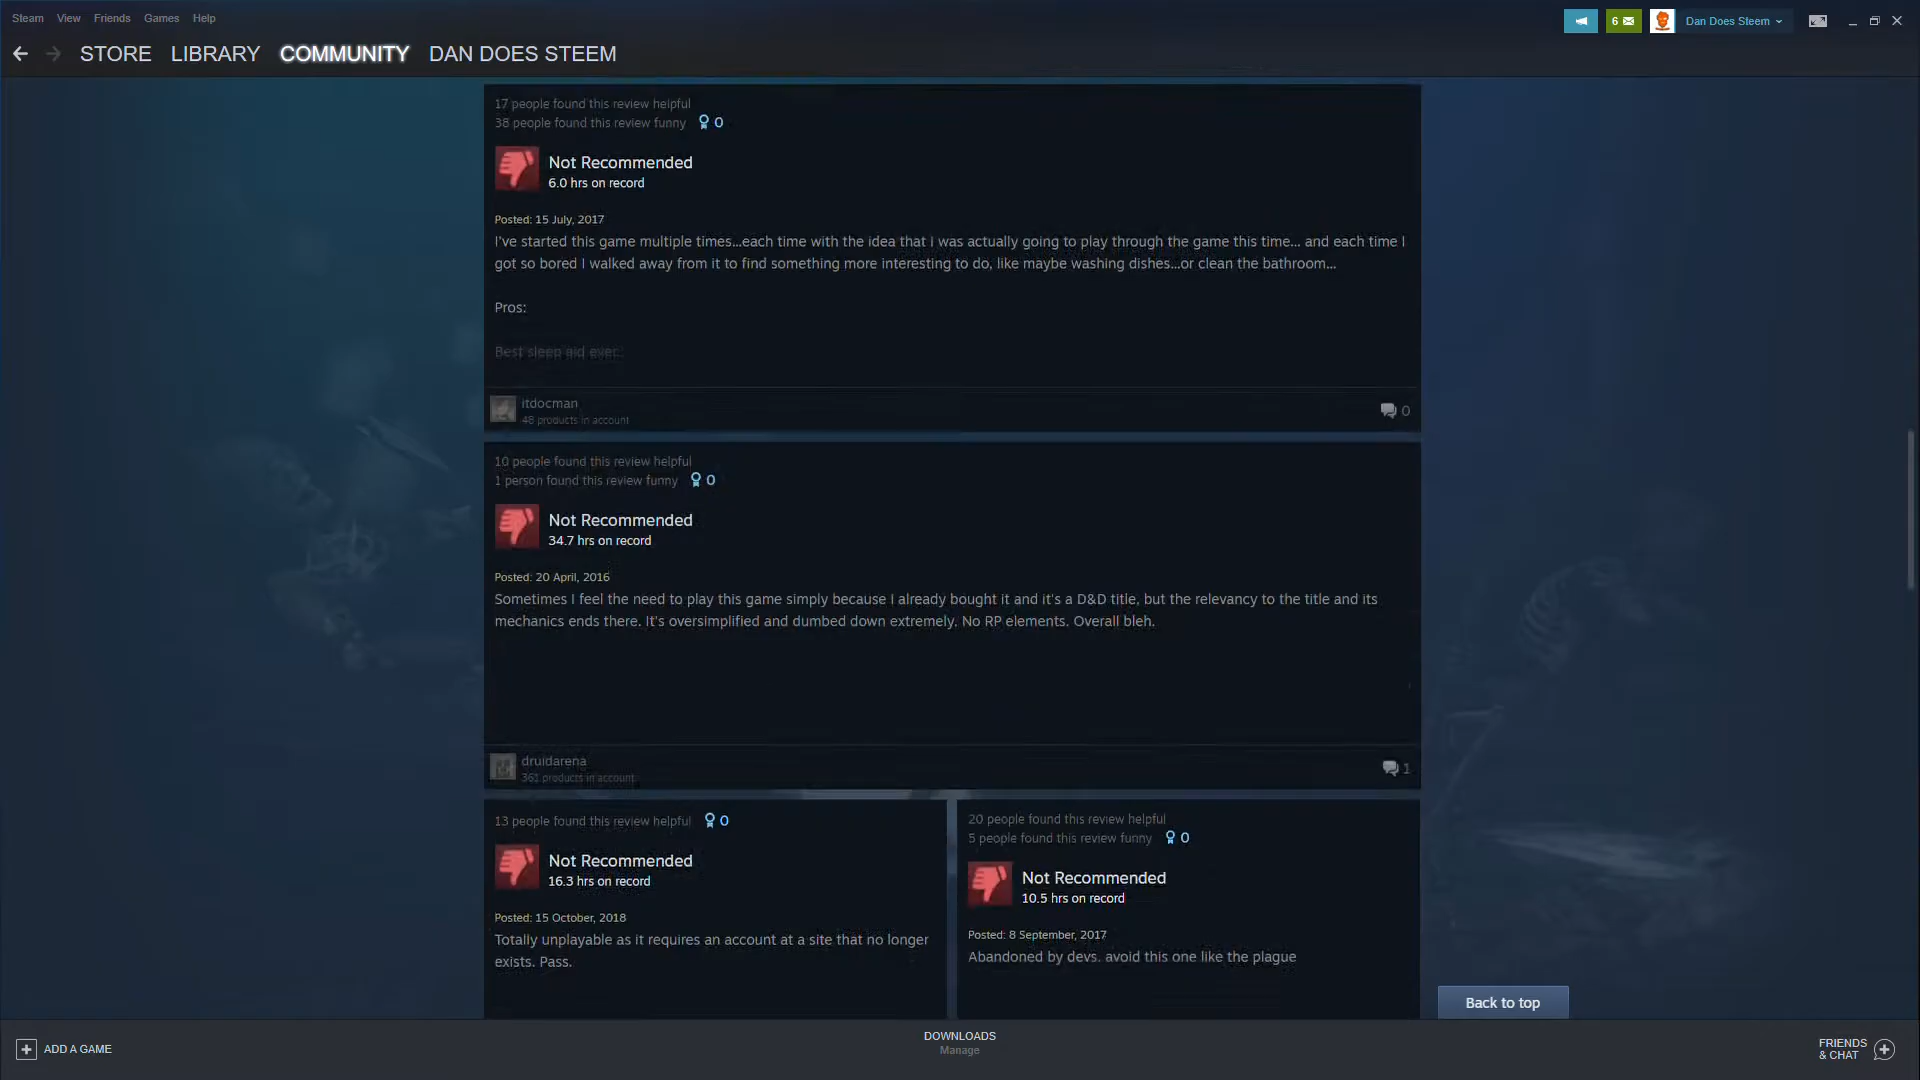 Steam View Friends Games Help
6 Dan Does Steem
STORE LIBRARY COMMUNITY DAN DOES STEEM
17 people found this review helpful
38 people found this review funny 0
Not Recommended
6.0 hrs on record
Posted: 15 July, 2017
I've started this game multiple times...each time with the idea that I was actually going to play through the game this time... and each time I
got so bored I walked away from it to find something more interesting to do, like maybe washing dishes...or clean the bathroom...
Pros:
Best sleep aid ever.
itdocman
48 products in account
0
10 people found this review helpful
1 person found this review funny 0
Not Recommended
34.7 hrs on record
Posted: 20 April, 2016
Sometimes I feel the need to play this game simply because I already bought it and it's a D&D title, but the relevancy to the title and its
mechanics ends there. It's oversimplified and dumbed down extremely. No RP elements. Overall bleh.
druidarena
361 products in account
1
13 people found this review helpful 0
Not Recommended
16.3 hrs on record
Posted: 15 October, 2018
Totally unplayable as it requires an account at a site that no longer
exists. Pass.
20 people found this review helpful
5 people found this review funny 0
Not Recommended
10.5 hrs on record
Posted: 8 September, 2017
Abandoned by devs. avoid this one like the plague
Back to top
ADD A GAME
DOWNLOADS
Manage
FRIENDS
& CHAT